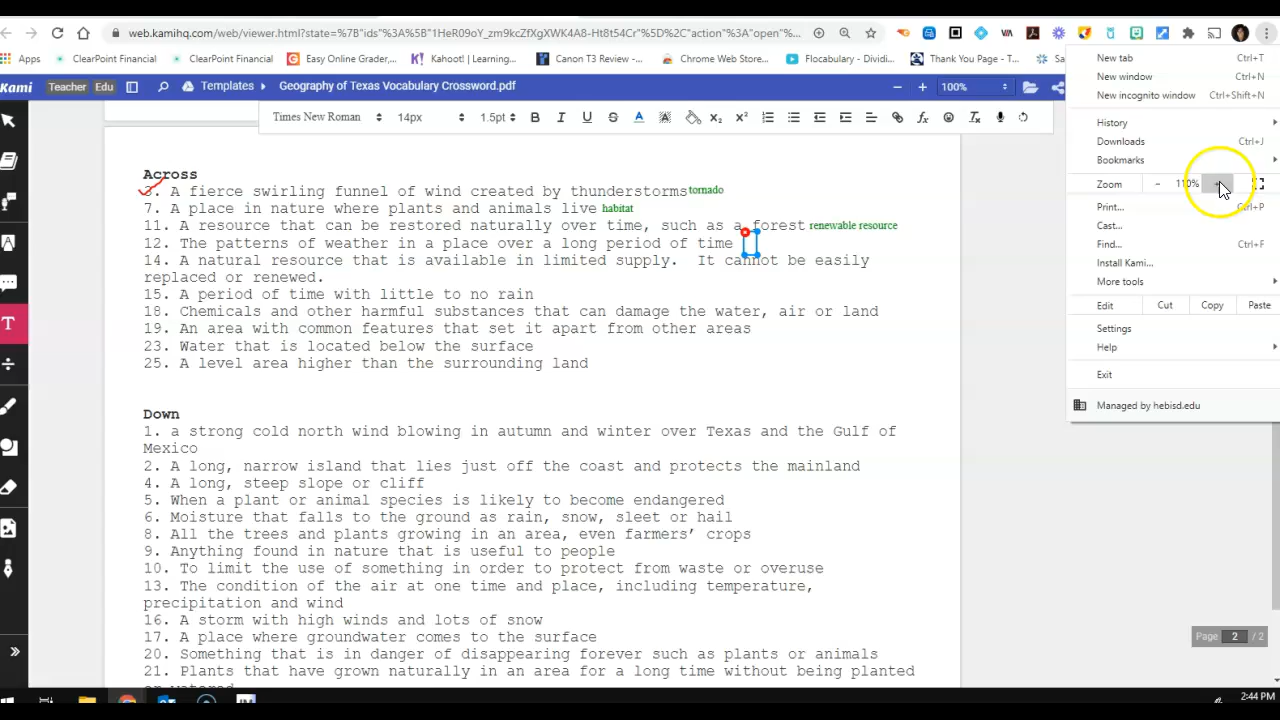 web.kamihq.com/web/viewer.html?state=%7B"ids"%3A%5B"1HeR09oY_zm9kcZfXgXWK4A8-Ht8t54Cr"%5D%2C"action"%3A"open"%...
Apps ClearPoint Financial ClearPoint Financial Easy Online Grader,... Kahoot! | Learning... Canon T3 Review -... Chrome Web Store... Flocabulary - Dividi... Thank You Page - T...
Kami Teacher Edu Templates Geography of Texas Vocabulary Crossword.pdf 100%
Times New Roman 14px 1.5pt B I U S A X₂ X²
Across
3. A fierce swirling funnel of wind created by thunderstorms tornado
7. A place in nature where plants and animals live habitat
11. A resource that can be restored naturally over time, such as a forest renewable resource
12. The patterns of weather in a place over a long period of time
14. A natural resource that is available in limited supply. It cannot be easily
replaced or renewed.
15. A period of time with little to no rain
18. Chemicals and other harmful substances that can damage the water, air or land
19. An area with common features that set it apart from other areas
23. Water that is located below the surface
25. A level area higher than the surrounding land
Down
1. a strong cold north wind blowing in autumn and winter over Texas and the Gulf of
Mexico
2. A long, narrow island that lies just off the coast and protects the mainland
4. A long, steep slope or cliff
5. When a plant or animal species is likely to become endangered
6. Moisture that falls to the ground as rain, snow, sleet or hail
8. All the trees and plants growing in an area, even farmers’ crops
9. Anything found in nature that is useful to people
10. To limit the use of something in order to protect from waste or overuse
13. The condition of the air at one time and place, including temperature,
precipitation and wind
16. A storm with high winds and lots of snow
17. A place where groundwater comes to the surface
20. Something that is in danger of disappearing forever such as plants or animals
21. Plants that have grown naturally in an area for a long time without being planted
or watered
New tab Ctrl+T
New window Ctrl+N
New incognito window Ctrl+Shift+N
History
Downloads Ctrl+J
Bookmarks
Zoom - 110% +
Print... Ctrl+P
Cast...
Find... Ctrl+F
Install Kami...
More tools
Edit Cut Copy Paste
Settings
Help
Exit
Managed by hebisd.edu
Page 2 / 2
2:44 PM